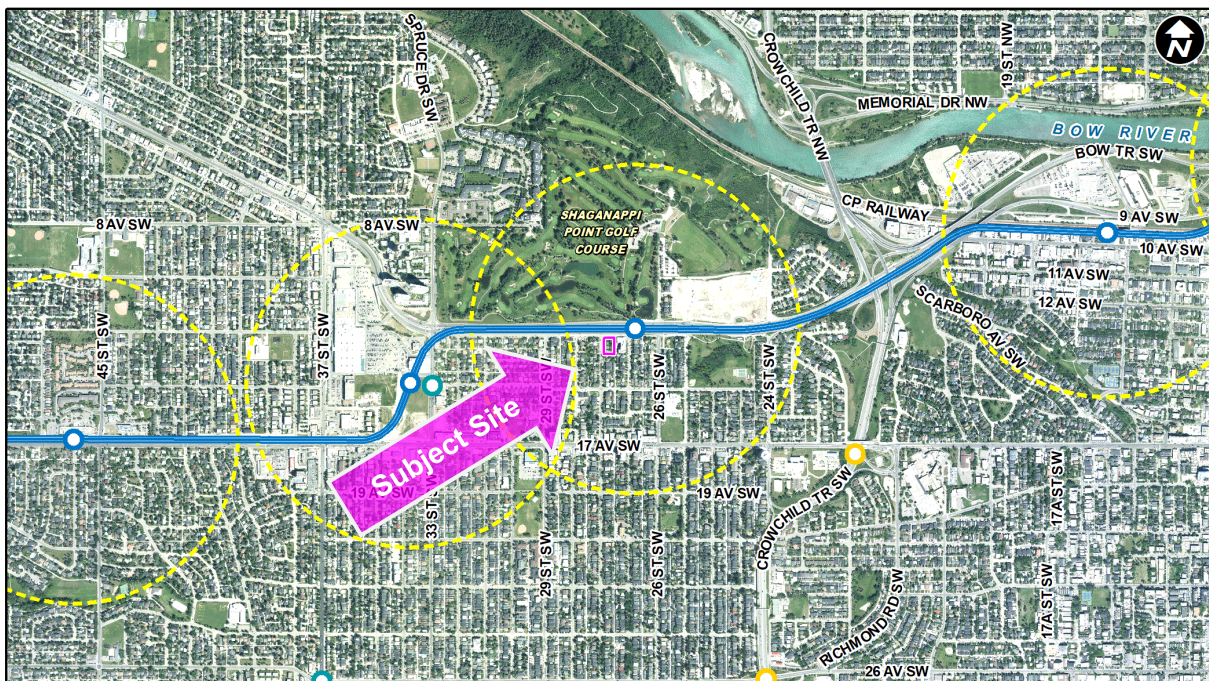 N
SPRUCE DR SW
CROWCHILD TR NW
19 ST NW
MEMORIAL DR NW
BOW RIVER
BOW TR SW
CP RAILWAY
8 AV SW
8 AV SW
SHAGANAPPI
POINT GOLF
COURSE
9 AV SW
10 AV SW
11 AV SW
12 AV SW
SCARBORO AV SW
45 ST SW
37 ST SW
29 ST SW
26 ST SW
24 ST SW
Subject Site
17 AV SW
19 AV SW
33 ST SW
19 AV SW
CROWCHILD TR SW
17A ST SW
29 ST SW
26 ST SW
RICHMOND RD SW
17A ST SW
26 AV SW